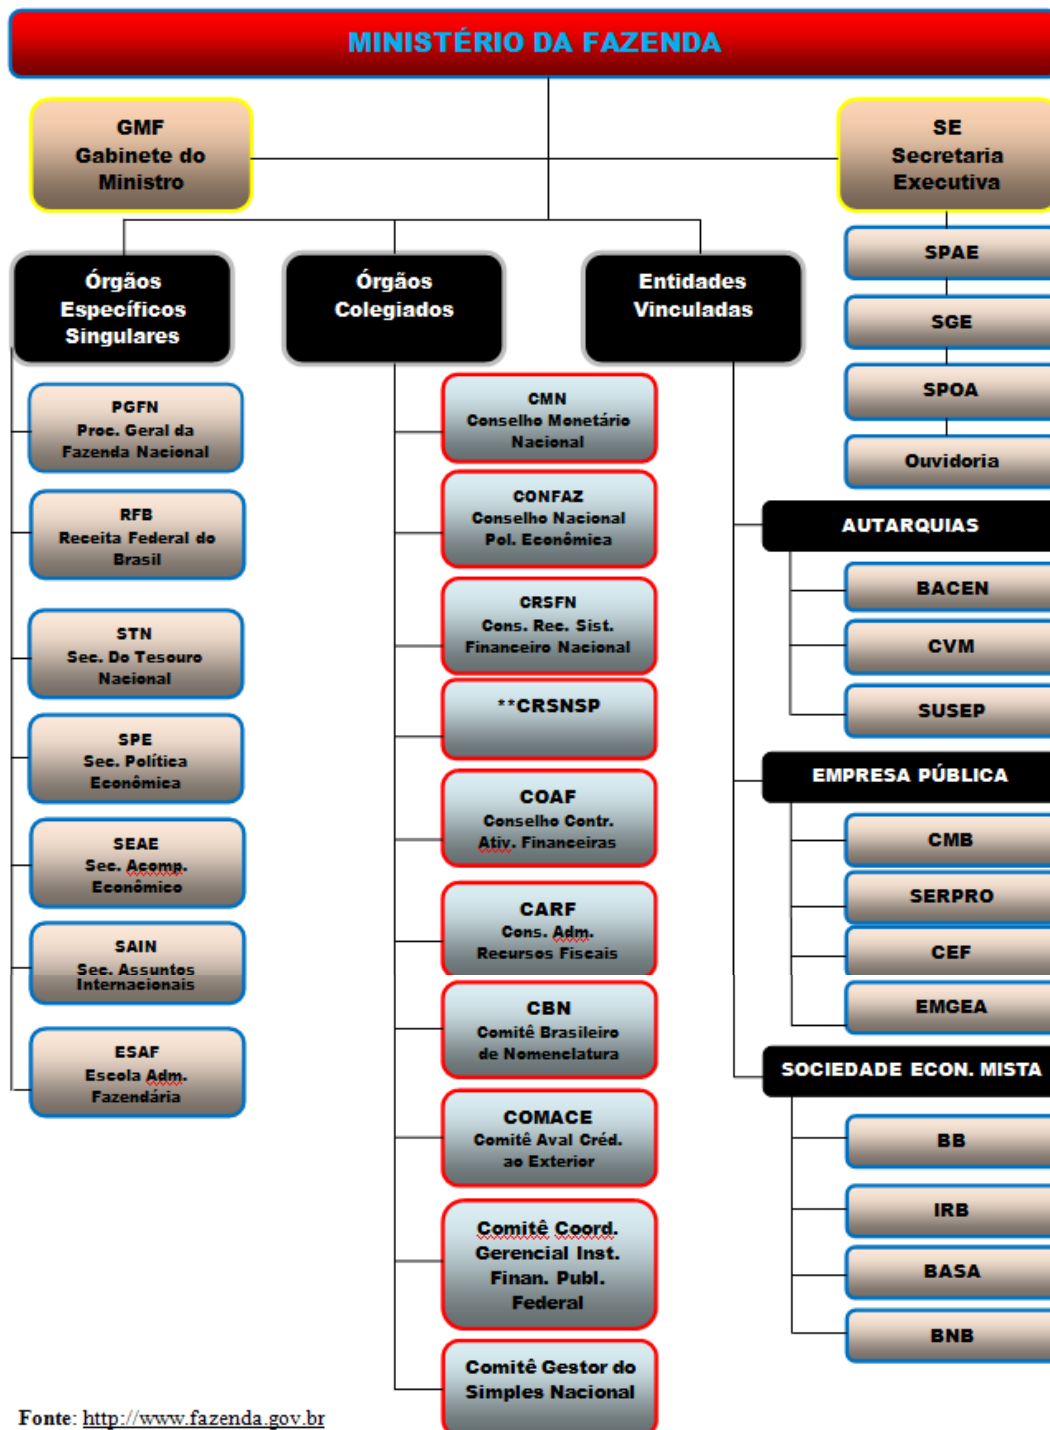 MINISTÉRIO DA FAZENDA
GMF
Gabinete do
Ministro
SE
Secretaria
Executiva
SPAE
SGE
SPOA
Ouvidoria
Órgãos
Específicos
Singulares
PGFN
Proc. Geral da
Fazenda Nacional
RFB
Receita Federal do
Brasil
STN
Sec. Do Tesouro
Nacional
SPE
Sec. Política
Econômica
SEAE
Sec. Acomp.
Econômico
SAIN
Sec. Assuntos
Internacionais
ESAF
Escola Adm.
Fazendária
Órgãos
Colegiados
CMN
Conselho Monetário
Nacional
CONFAZ
Conselho Nacional
Pol. Econômica
CRSFN
Cons. Rec. Sist.
Financeiro Nacional
**CRSNSP
COAF
Conselho Contr.
Ativ. Financeiras
CARF
Cons. Adm.
Recursos Fiscais
CBN
Comitê Brasileiro
de Nomenclatura
COMACE
Comitê Aval Créd.
ao Exterior
Comitê Coord.
Gerencial Inst.
Finan. Publ.
Federal
Comitê Gestor do
Simples Nacional
Entidades
Vinculadas
AUTARQUIAS
BACEN
CVM
SUSEP
EMPRESA PÚBLICA
CMB
SERPRO
CEF
EMGEA
SOCIEDADE ECON. MISTA
BB
IRB
BASA
BNB
Fonte: http://www.fazenda.gov.br